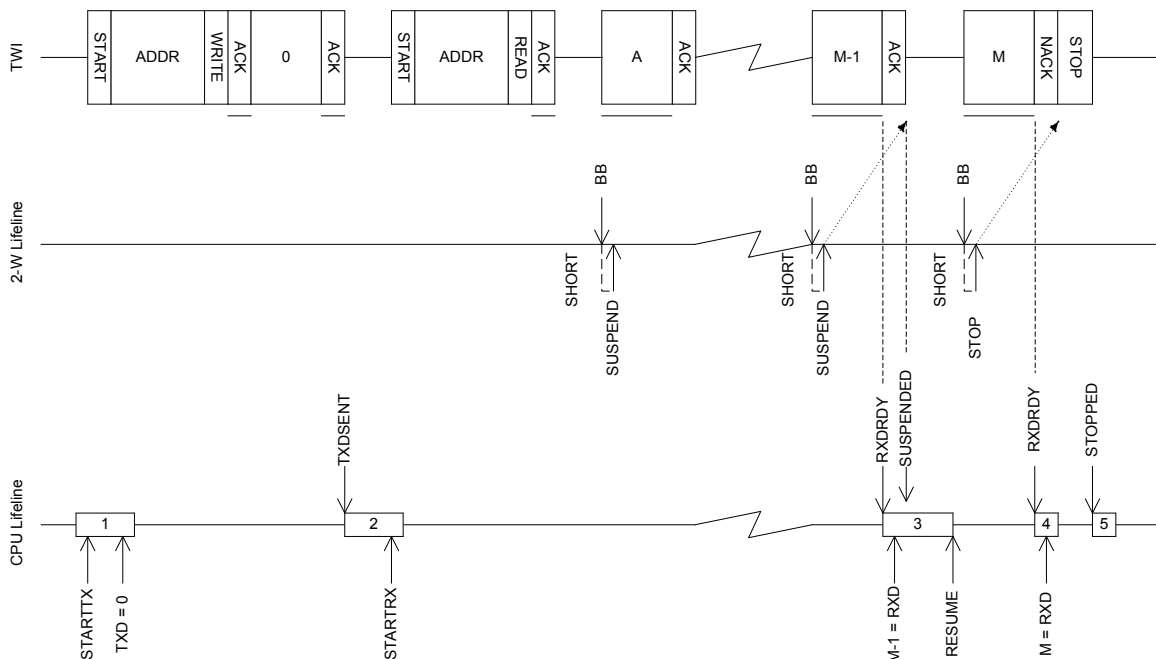 TWI
START
ADDR
WRITE
ACK
0
ACK
START
ADDR
READ
ACK
A
ACK
M-1
ACK
M
NACK
STOP
2-W Lifeline
BB
SHORT
SUSPEND
BB
SHORT
SUSPEND
BB
SHORT
STOP
CPU Lifeline
TXDSENT
RXDRDY
SUSPENDED
RXDRDY
STOPPED
1
2
3
4
5
STARTTX
TXD = 0
STARTRX
M-1 = RXD
RESUME
M = RXD